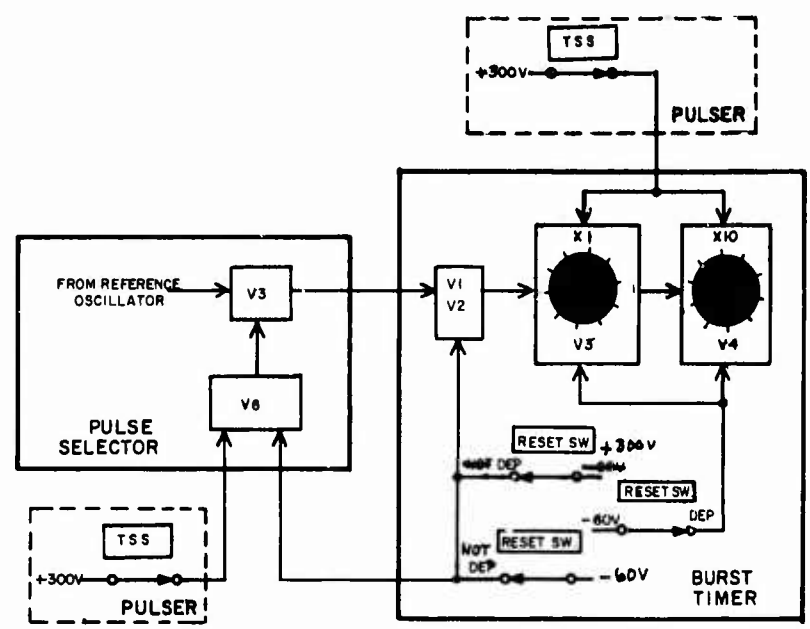 TSS
+300V
PULSER
X1
X10
FROM REFERENCE
OSCILLATOR
V3
V1
V2
V3
V4
V6
PULSE
SELECTOR
RESET SW
+300V
DEP
RESET SW
-60V
DEP
TSS
+300V
PULSER
NOT
DEP
RESET SW
-60V
BURST
TIMER